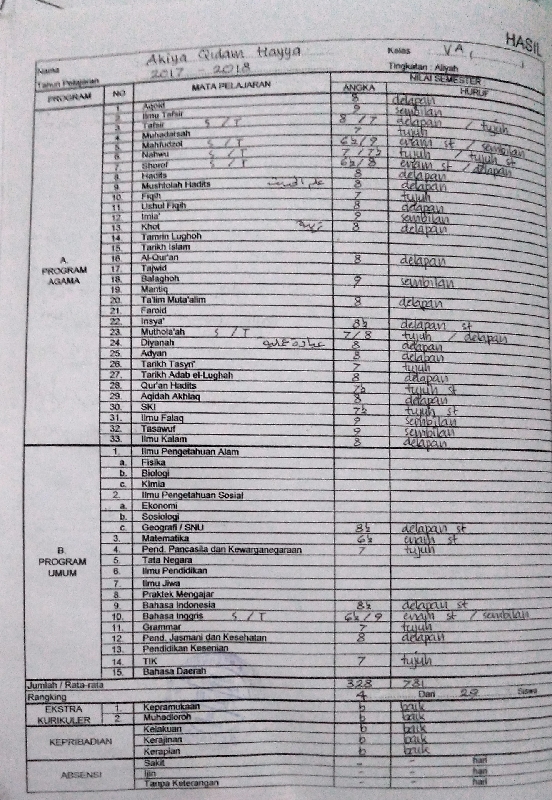 HASIL
Nama Akiya Qidam Hayya Kelas VA,
Tahun Pelajaran 2017 - 2018 Tingkatan : Aliyah
PROGRAM NO MATA PELAJARAN NILAI SEMESTER
ANGKA HURUF
A. PROGRAM AGAMA
1. Aqoid 8 delapan
2. Ilmu Tafsir 9 sembilan
3. Tafsir S / T 8 / 7 delapan / tujuh
4. Muhadatsah 7 tujuh
5. Mahfudzol S / T 6½/9 enam st / sembilan
6. Nahwu S / T 7 / 7½ tujuh / tujuh st
7. Shorof S / T 6½/8 enam st / delapan
8. Hadits 8 delapan
9. Mushtolah Hadits علم الحديث 8 delapan
10. Fiqih 7 tujuh
11. Ushul Fiqih 8 delapan
12. Imla' 9 sembilan
13. Khot 8 delapan
14. Tamrin Lughoh
15. Tarikh Islam
16. Al-Qur'an 8 delapan
17. Tajwid
18. Balaghoh 9 sembilan
19. Mantiq
20. Ta'lim Muta'alim 8 delapan
21. Faroid
22. Insya' 8½ delapan st
23. Muthola'ah S / T 7/8 tujuh / delapan
24. Diyanah 8 delapan
25. Adyan 8 delapan
26. Tarikh Tasyri' 7 tujuh
27. Tarikh Adab el-Lughah 8 delapan
28. Qur'an Hadits 7½ tujuh st
29. Aqidah Akhlaq 8 delapan
30. SKI 7½ tujuh st
31. Ilmu Falaq 9 sembilan
32. Tasawuf 9 sembilan
33. Ilmu Kalam 8 delapan
B. PROGRAM UMUM
1. Ilmu Pengetahuan Alam
a. Fisika
b. Biologi
c. Kimia
2. Ilmu Pengetahuan Sosial
a. Ekonomi
b. Sosiologi
c. Geografi / SNU 8½ delapan st
3. Matematika 6½ enam st
4. Pend. Pancasila dan Kewarganegaraan 7 tujuh
5. Tata Negara
6. Ilmu Pendidikan
7. Ilmu Jiwa
8. Praktek Mengajar
9. Bahasa Indonesia 8½ delapan st
10. Bahasa Inggris S / T 6½ / 9 enam st / sembilan
11. Grammar 7 tujuh
12. Pend. Jasmani dan Kesehatan 8 delapan
13. Pendidikan Kesenian
14. TIK 7 tujuh
15. Bahasa Daerah
Jumlah / Rata-rata 328 781
Rangking 4 Dari 29 Siswa
EKSTRA KURIKULER
1. Kepramukaan b baik
2. Muhadloroh b baik
KEPRIBADIAN
Kelakuan b baik
Kerajinan b baik
Kerapian b baik
ABSENSI
Sakit - - hari
Ijin - - hari
Tanpa Keterangan - - hari